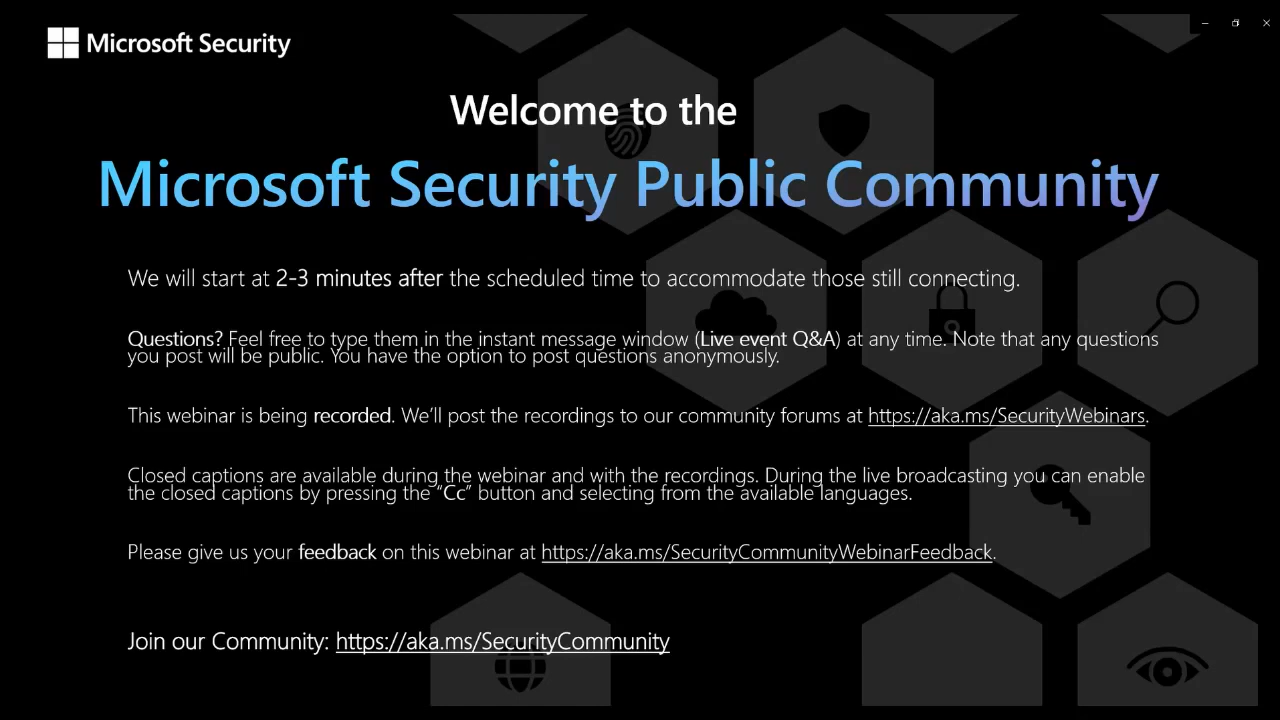 Microsoft Security
Welcome to the
Microsoft Security Public Community
We will start at 2-3 minutes after the scheduled time to accommodate those still connecting.
Questions? Feel free to type them in the instant message window (Live event Q&A) at any time. Note that any questions
you post will be public. You have the option to post questions anonymously.
This webinar is being recorded. We’ll post the recordings to our community forums at https://aka.ms/SecurityWebinars.
Closed captions are available during the webinar and with the recordings. During the live broadcasting you can enable
the closed captions by pressing the “Cc” button and selecting from the available languages.
Please give us your feedback on this webinar at https://aka.ms/SecurityCommunityWebinarFeedback.
Join our Community: https://aka.ms/SecurityCommunity